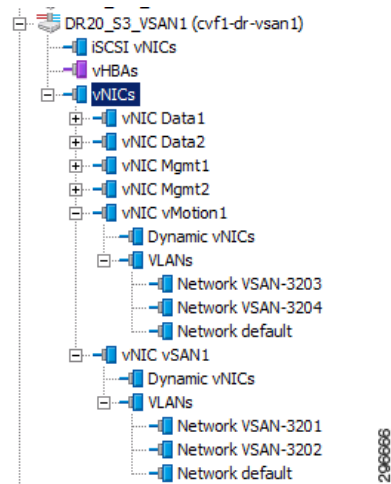 DR20_S3_VSAN1 (cvf1-dr-vsan1)
iSCSI vNICs
vHBAs
vNICs
vNIC Data1
vNIC Data2
vNIC Mgmt1
vNIC Mgmt2
vNIC vMotion1
Dynamic vNICs
VLANs
Network VSAN-3203
Network VSAN-3204
Network default
vNIC vSAN1
Dynamic vNICs
VLANs
Network VSAN-3201
Network VSAN-3202
Network default
296666